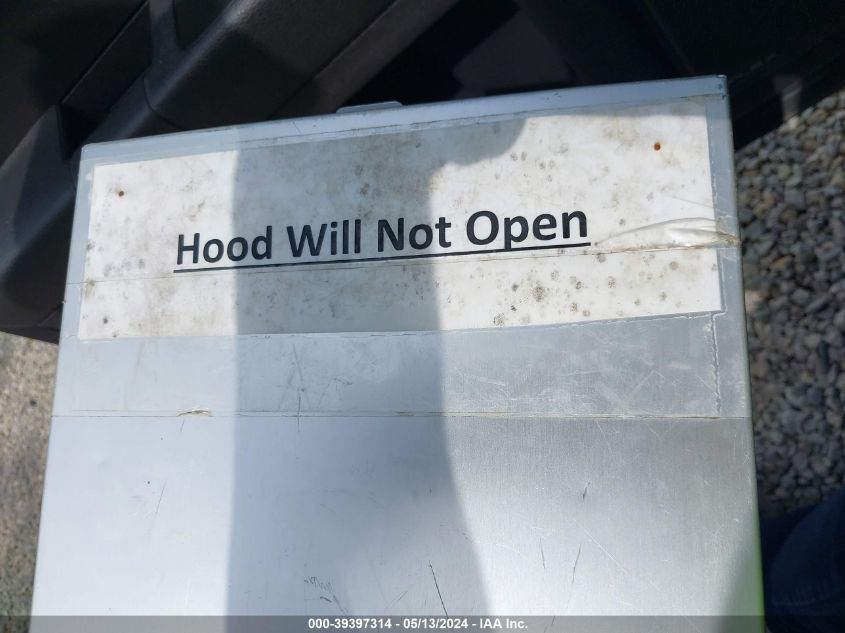 Hood Will Not Open
000-39397314 / 05/13/2024 - IAA Inc.